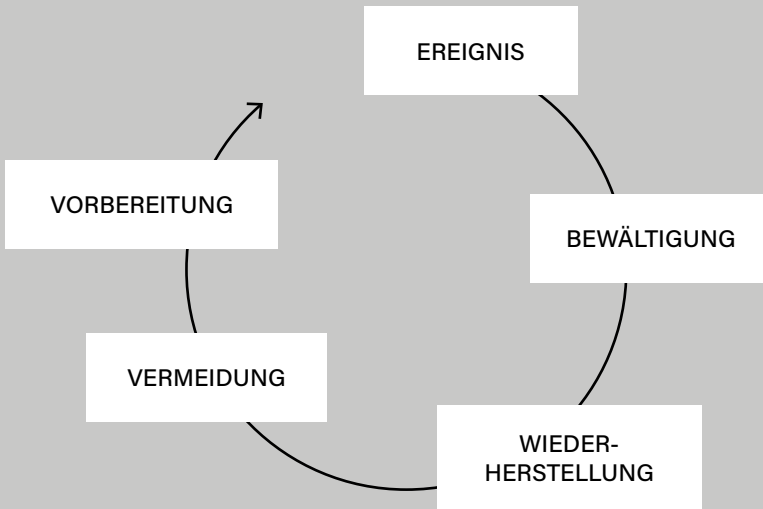 EREIGNIS
BEWÄLTIGUNG
WIEDER-
HERSTELLUNG
VERMEIDUNG
VORBEREITUNG